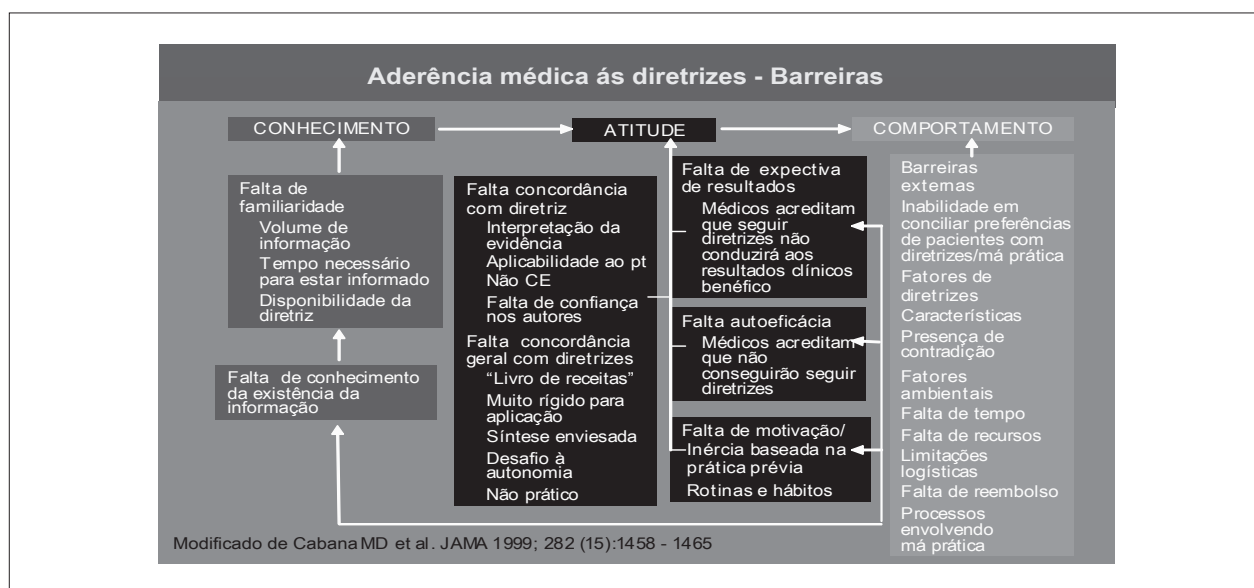 Aderência médica ás diretrizes - Barreiras
CONHECIMENTO
ATITUDE
COMPORTAMENTO
Falta de
familiaridade
Volume de
informação
Tempo necessário
para estar informado
Disponibilidade da
diretriz
Falta de conhecimento
da existência da
informação
Falta concordância
com diretriz
Interpretação da
evidência
Aplicabilidade ao pt
Não CE
Falta de confiança
nos autores
Falta concordância
geral com diretrizes
“Livro de receitas”
Muito rígido para
aplicação
Síntese enviesada
Desafio à
autonomia
Não prático
Falta de expectiva
de resultados
Médicos acreditam
que seguir
diretrizes não
conduzirá aos
resultados clínicos
benéfico
Falta autoeficácia
Médicos acreditam
que não
conseguirão seguir
diretrizes
Falta de motivação/
Inércia baseada na
prática prévia
Rotinas e hábitos
Barreiras
externas
Inabilidade em
conciliar preferências
de pacientes com
diretrizes/má prática
Fatores de
diretrizes
Características
Presença de
contradição
Fatores
ambientais
Falta de tempo
Falta de recursos
Limitações
logísticas
Falta de reembolso
Processos
envolvendo
má prática
Modificado de Cabana MD et al. JAMA 1999; 282 (15):1458 - 1465